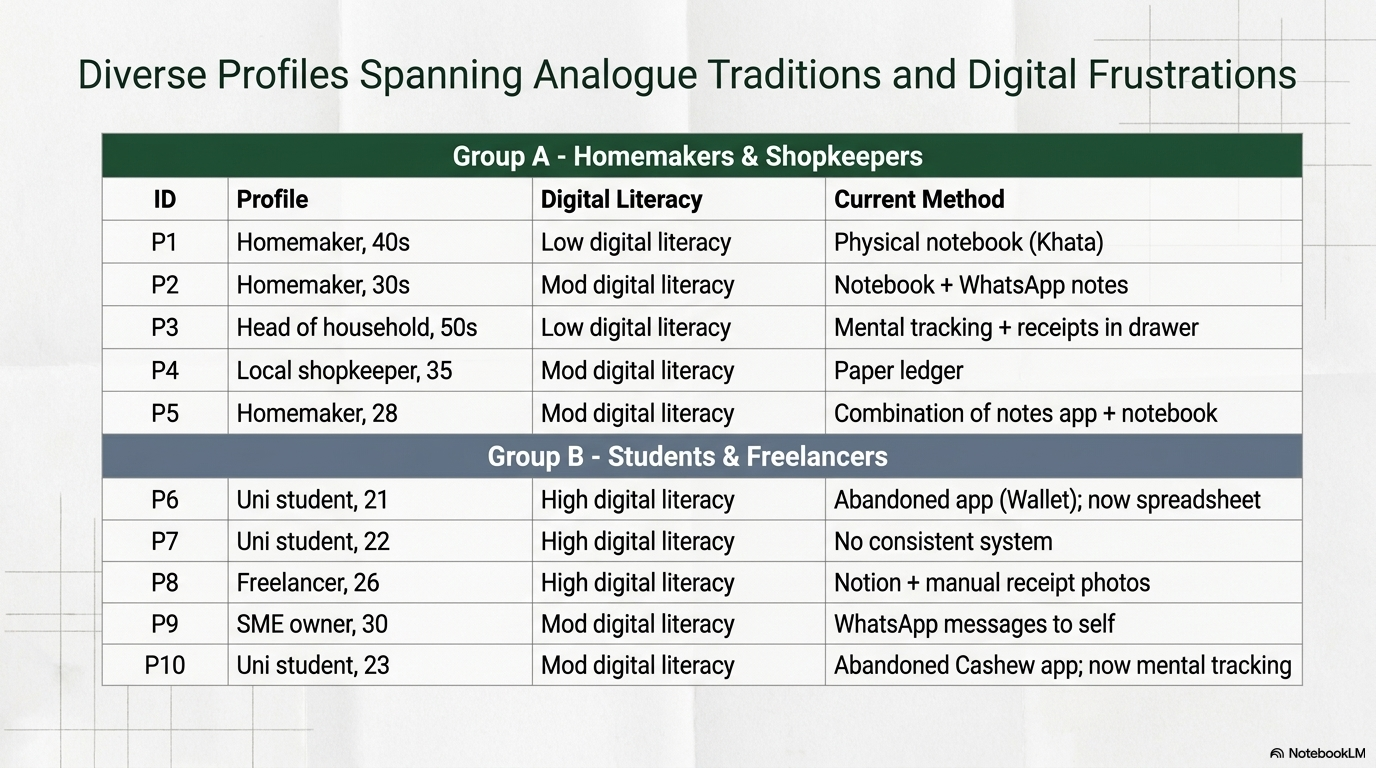 Diverse Profiles Spanning Analogue Traditions and Digital Frustrations
Group A - Homemakers & Shopkeepers
ID Profile Digital Literacy Current Method
P1 Homemaker, 40s Low digital literacy Physical notebook (Khata)
P2 Homemaker, 30s Mod digital literacy Notebook + WhatsApp notes
P3 Head of household, 50s Low digital literacy Mental tracking + receipts in drawer
P4 Local shopkeeper, 35 Mod digital literacy Paper ledger
P5 Homemaker, 28 Mod digital literacy Combination of notes app + notebook
Group B - Students & Freelancers
P6 Uni student, 21 High digital literacy Abandoned app (Wallet); now spreadsheet
P7 Uni student, 22 High digital literacy No consistent system
P8 Freelancer, 26 High digital literacy Notion + manual receipt photos
P9 SME owner, 30 Mod digital literacy WhatsApp messages to self
P10 Uni student, 23 Mod digital literacy Abandoned Cashew app; now mental tracking
NotebookLM